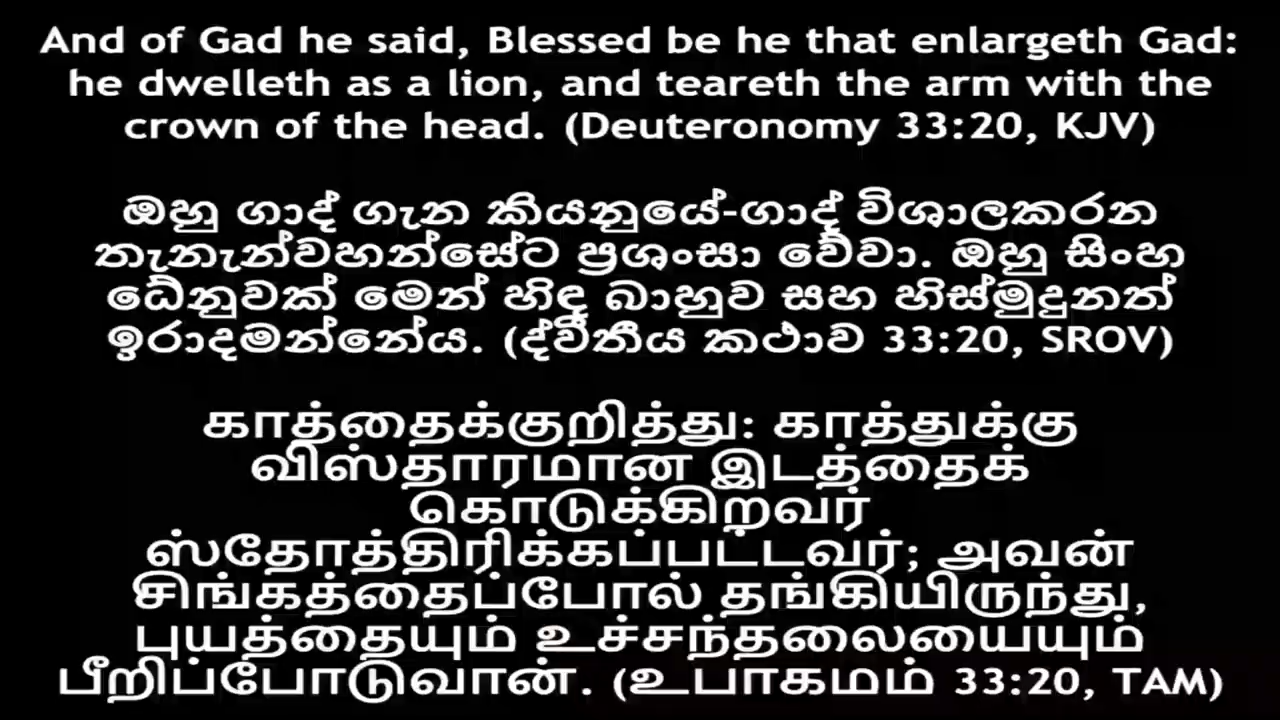 And of Gad he said, Blessed be he that enlargeth Gad:
he dwelleth as a lion, and teareth the arm with the
crown of the head. (Deuteronomy 33:20, KJV)
ඔහු ගාද් ගැන කියනුයේ-ගාද් විශාලකරන
තැනැන්වහන්සේට ප්‍රශංසා වේවා. ඔහු සිංහ
ධේනුවක් මෙන් හිඳ බාහුව සහ හිස්මුදුනත්
ඉරාදමන්නේය. (ද්විතීය කථාව 33:20, SROV)
காத்தைக்குறித்து: காத்துக்கு
விஸ்தாரமான இடத்தைக்
கொடுக்கிறவர்
ஸ்தோத்திரிக்கப்பட்டவர்; அவன்
சிங்கத்தைப்போல் தங்கியிருந்து,
புயத்தையும் உச்சந்தலையையும்
பீறிப்போடுவான். (உபாகமம் 33:20, TAM)